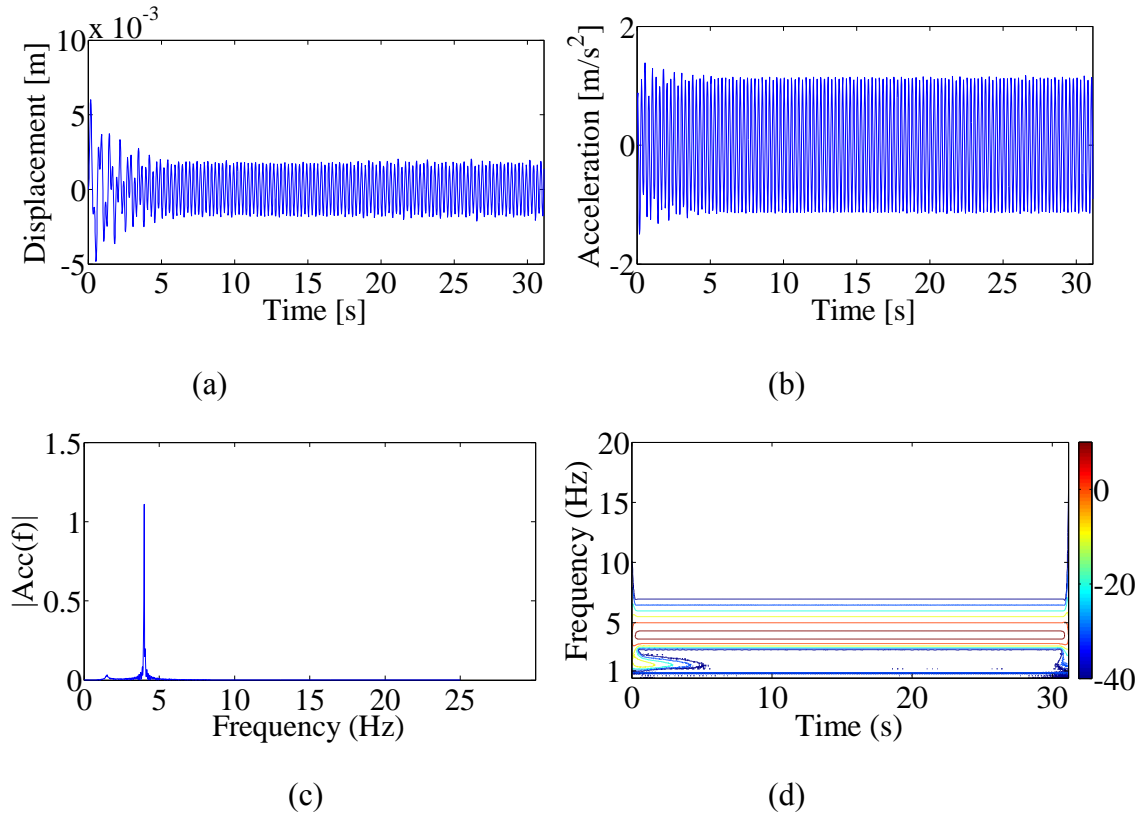 x 10⁻³
10
5
0
-5
Displacement [m]
0 5 10 15 20 25 30
Time [s]
(a)
2
0
-2
Acceleration [m/s²]
0 5 10 15 20 25 30
Time [s]
(b)
1.5
1
0.5
0
|Acc(f)|
0 5 10 15 20 25
Frequency (Hz)
(c)
20
15
10
5
1
Frequency (Hz)
0 10 20 30
Time (s)
0
-20
-40
(d)